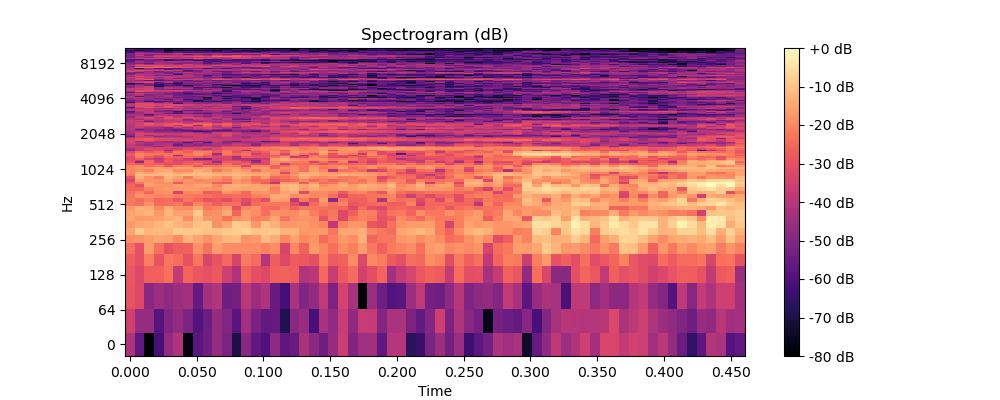 Spectrogram (dB)
Hz
8192
4096
2048
1024
512
256
128
64
0
0.000 0.050 0.100 0.150 0.200 0.250 0.300 0.350 0.400 0.450
Time
+0 dB
-10 dB
-20 dB
-30 dB
-40 dB
-50 dB
-60 dB
-70 dB
-80 dB